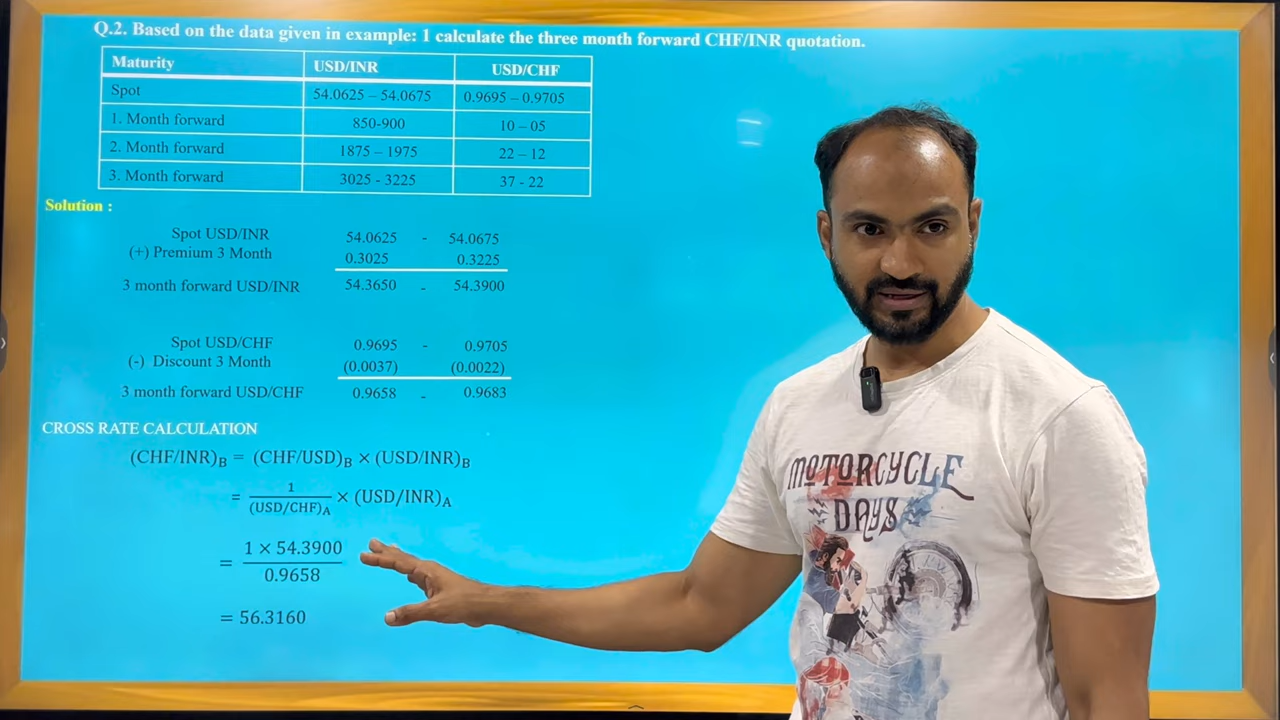 Q.2. Based on the data given in example: 1 calculate the three month forward CHF/INR quotation.
Maturity USD/INR USD/CHF
Spot 54.0625 – 54.0675 0.9695 – 0.9705
1. Month forward 850-900 10 – 05
2. Month forward 1875 – 1975 22 – 12
3. Month forward 3025 - 3225 37 - 22
Solution :
Spot USD/INR 54.0625 - 54.0675
(+) Premium 3 Month 0.3025 0.3225
3 month forward USD/INR 54.3650 - 54.3900
Spot USD/CHF 0.9695 - 0.9705
(-) Discount 3 Month (0.0037) (0.0022)
3 month forward USD/CHF 0.9658 - 0.9683
CROSS RATE CALCULATION
(CHF/INR)B = (CHF/USD)B × (USD/INR)B
= 1 / (USD/CHF)A × (USD/INR)A
= 1 × 54.3900 / 0.9658
= 56.3160
MOTORCYCLE
DAYS